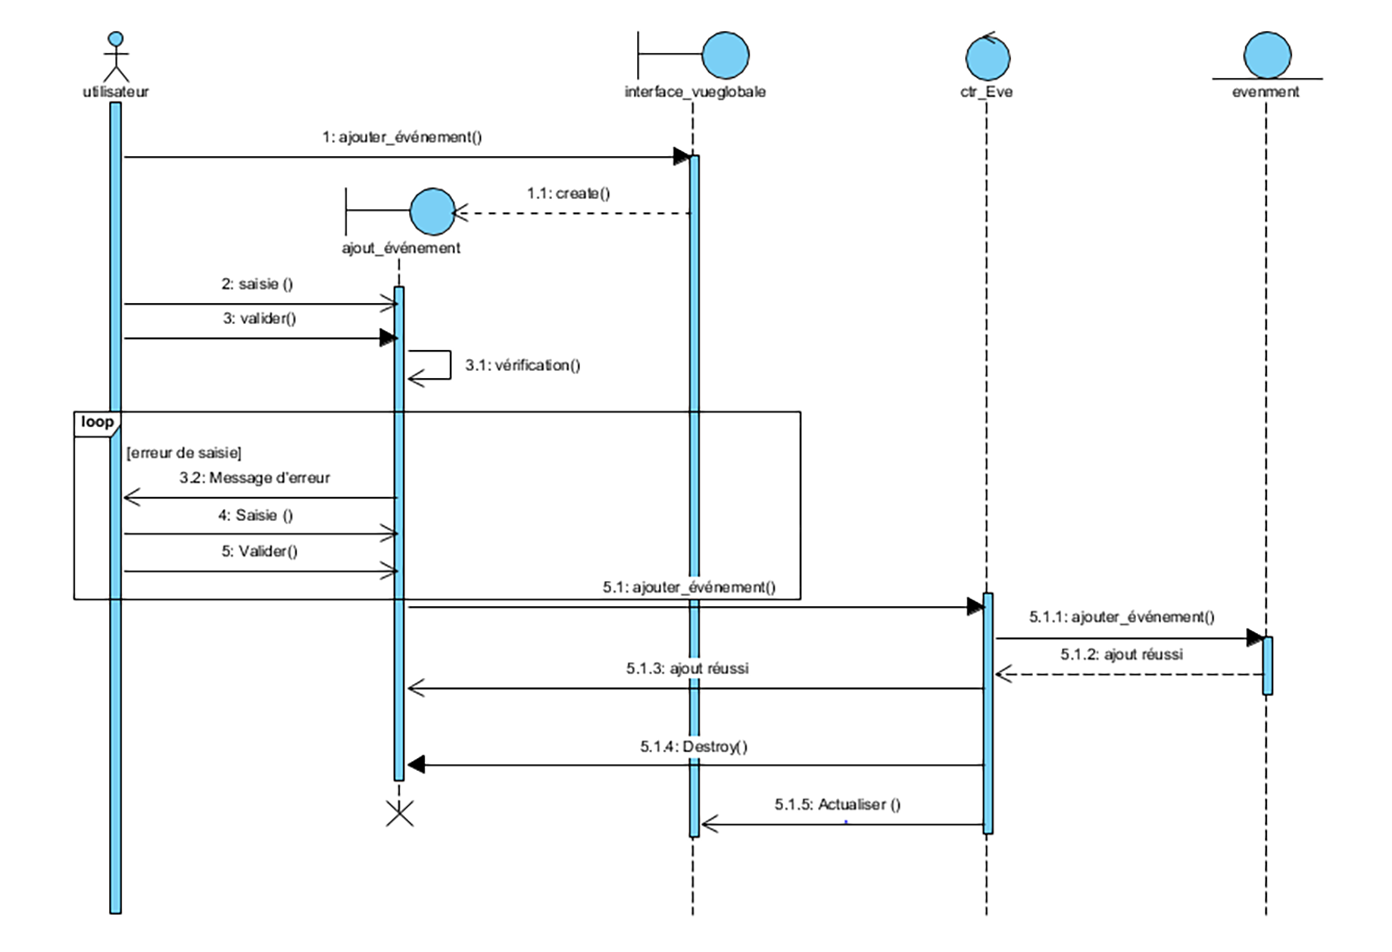 utilisateur
interface_vueglobale
ctr_Eve
evenment
1: ajouter_événement()
1.1: create()
ajout_événement
2: saisie ()
3: valider()
3.1: vérification()
loop
[erreur de saisie]
3.2: Message d'erreur
4: Saisie ()
5: Valider()
5.1: ajouter_événement()
5.1.1: ajouter_événement()
5.1.2: ajout réussi
5.1.3: ajout réussi
5.1.4: Destroy()
5.1.5: Actualiser ()